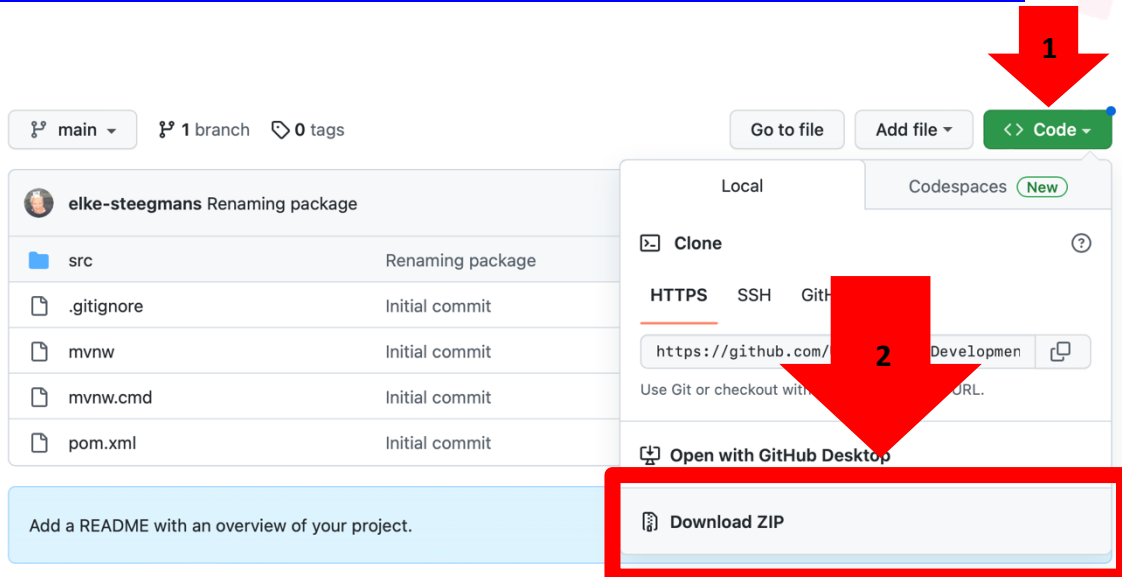 1
main 1 branch 0 tags Go to file Add file <> Code
elke-steegmans Renaming package
src Renaming package
.gitignore Initial commit
mvnw Initial commit
mvnw.cmd Initial commit
pom.xml Initial commit
Add a README with an overview of your project.
Local Codespaces New
Clone
HTTPS SSH
https://github.com/ Developmen
2
Use Git or checkout with URL.
Open with GitHub Desktop
Download ZIP